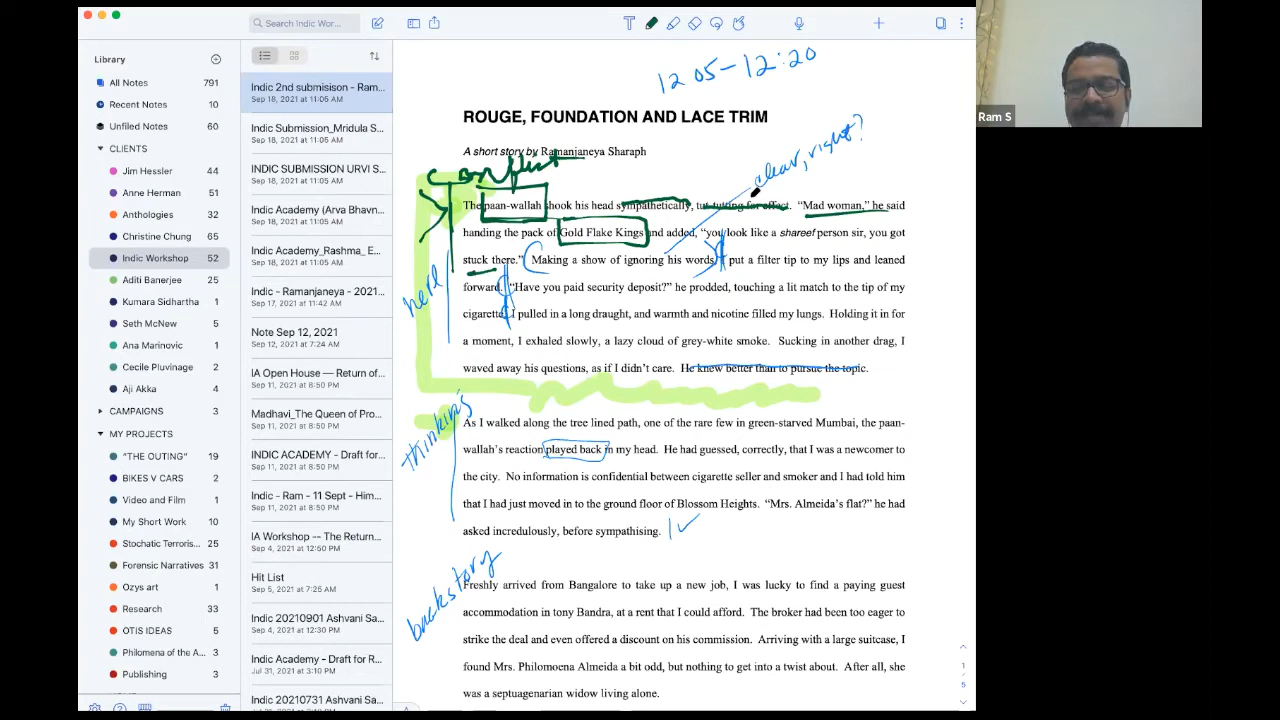 Search Indic Wor...
Library
All Notes 791
Recent Notes 10
Unfiled Notes 60
CLIENTS
Jim Hessler 44
Anne Herman 51
Anthologies 32
Christine Chung 65
Indic Workshop 52
Aditi Banerjee 25
Kumara Sidhartha 1
Seth McNew 5
Ana Marinovic 1
Cecile Pluvinage 2
Aji Akka 4
CAMPAIGNS 3
MY PROJECTS
"THE OUTING" 19
BIKES V CARS 2
Video and Film 1
My Short Work 10
Stochatic Terroris... 25
Forensic Narratives 31
Ozys art 1
Research 33
OTIS IDEAS 5
Philomena of the A... 3
Publishing 3
Indic 2nd submisison - Ram...
Sep 18, 2021 at 11:05 AM
Indic Submission_Mridula S...
Sep 18, 2021 at 11:05 AM
INDIC SUBMISSION URVI S...
Sep 18, 2021 at 11:05 AM
Indic Academy (Arva Bhavn...
Sep 18, 2021 at 11:05 AM
Indic Academy_Rashma_ E...
Sep 18, 2021 at 11:05 AM
Indic - Ramanjaneya - 2021...
Sep 17, 2021 at 11:42 AM
Note Sep 12, 2021
Sep 12, 2021 at 7:24 AM
IA Open House — Return of...
Sep 11, 2021 at 8:50 PM
Madhavi_The Queen of Pro...
Sep 11, 2021 at 8:50 PM
INDIC ACADEMY - Draft for...
Sep 11, 2021 at 8:50 PM
Indic - Ram - 11 Sept - Him...
Sep 11, 2021 at 8:50 PM
IA Workshop -- The Return...
Sep 4, 2021 at 12:50 PM
Hit List
Sep 5, 2021 at 7:25 AM
Indic 20210901 Ashvani Sa...
Sep 4, 2021 at 12:30 PM
Indic Academy - Draft for R...
Jul 31, 2021 at 3:10 PM
Indic 20210731 Ashvani Sa...
12 05 - 12:20
ROUGE, FOUNDATION AND LACE TRIM
clear, right?
A short story by Ramanjaneya Sharaph
Conflict
The paan-wallah shook his head sympathetically, tut-tutting for effect. "Mad woman," he said
handing the pack of Gold Flake Kings and added, "you look like a shareef person sir, you got
stuck there." Making a show of ignoring his words, I put a filter tip to my lips and leaned
here
forward. "Have you paid security deposit?" he prodded, touching a lit match to the tip of my
cigarette. I pulled in a long draught, and warmth and nicotine filled my lungs. Holding it in for
a moment, I exhaled slowly, a lazy cloud of grey-white smoke. Sucking in another drag, I
waved away his questions, as if I didn't care. He knew better than to pursue the topic.
thinking
As I walked along the tree lined path, one of the rare few in green-starved Mumbai, the paan-
wallah's reaction played back in my head. He had guessed, correctly, that I was a newcomer to
the city. No information is confidential between cigarette seller and smoker and I had told him
that I had just moved in to the ground floor of Blossom Heights. "Mrs. Almeida's flat?" he had
asked incredulously, before sympathising.
backstory
Freshly arrived from Bangalore to take up a new job, I was lucky to find a paying guest
accommodation in tony Bandra, at a rent that I could afford. The broker had been too eager to
strike the deal and even offered a discount on his commission. Arriving with a large suitcase, I
found Mrs. Philomoena Almeida a bit odd, but nothing to get into a twist about. After all, she
was a septuagenarian widow living alone.
1
5
Ram S